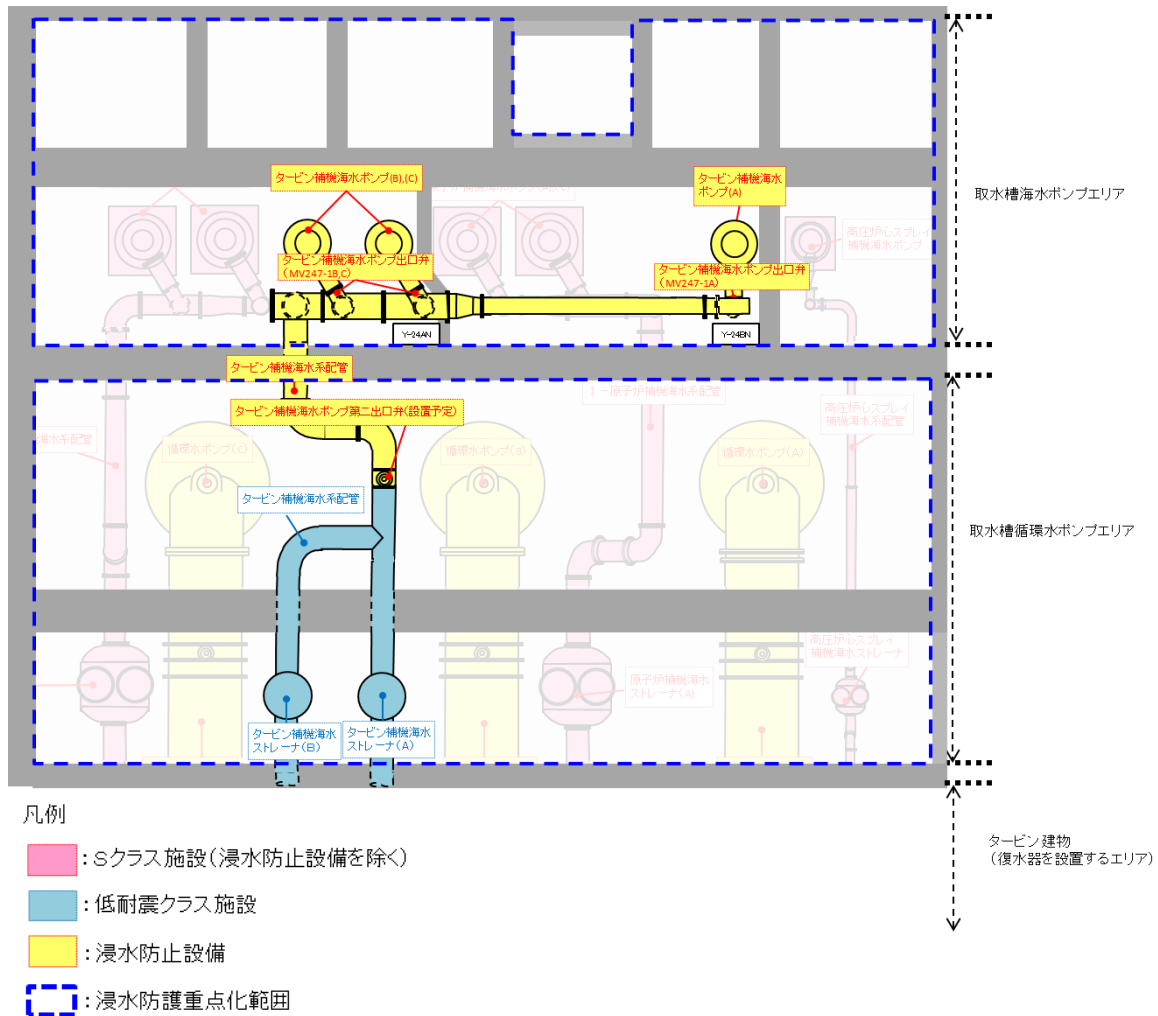 タービン補機海水ポンプ(B),(C)
タービン補機海水
ポンプ(A)
取水槽海水ポンプエリア
高圧炉心スプレイ
補機海水ポンプ
タービン補機海水ポンプ出口弁
(MV247-1B,C)
タービン補機海水ポンプ出口弁
(MV247-1A)
Y-24AN
Y-24BN
タービン補機海水系配管
タービン補機海水ポンプ第二出口弁(設置予定)
Ⅰ-原子炉補機海水系配管
高圧炉心スプレイ
補機海水系配管
海水系配管
循環水ポンプ(C)
循環水ポンプ(B)
循環水ポンプ(A)
タービン補機海水系配管
取水槽循環水ポンプエリア
高圧炉心スプレイ
補機海水ストレーナ
原子炉補機海水
ストレーナ(A)
タービン補機海水
ストレーナ(B)
タービン補機海水
ストレーナ(A)
タービン建物
(復水器を設置するエリア)
凡例
:Sクラス施設(浸水防止設備を除く)
:低耐震クラス施設
:浸水防止設備
:浸水防護重点化範囲